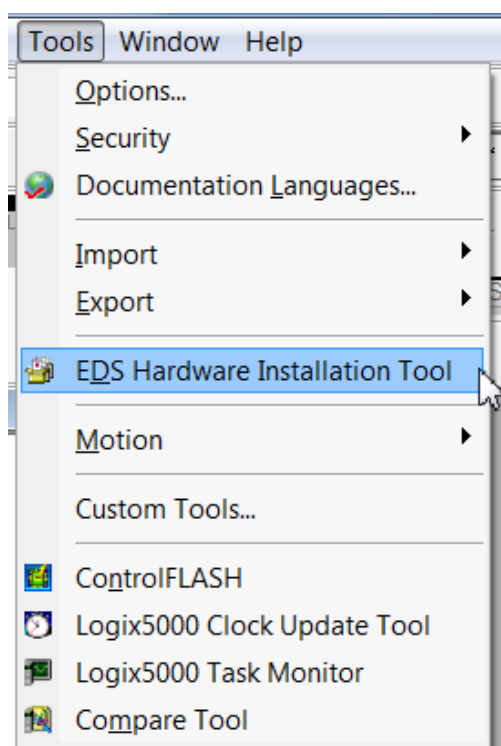 Tools Window Help
Options...
Security
Documentation Languages...
Import
Export
EDS Hardware Installation Tool
Motion
Custom Tools...
ControlFLASH
Logix5000 Clock Update Tool
Logix5000 Task Monitor
Compare Tool